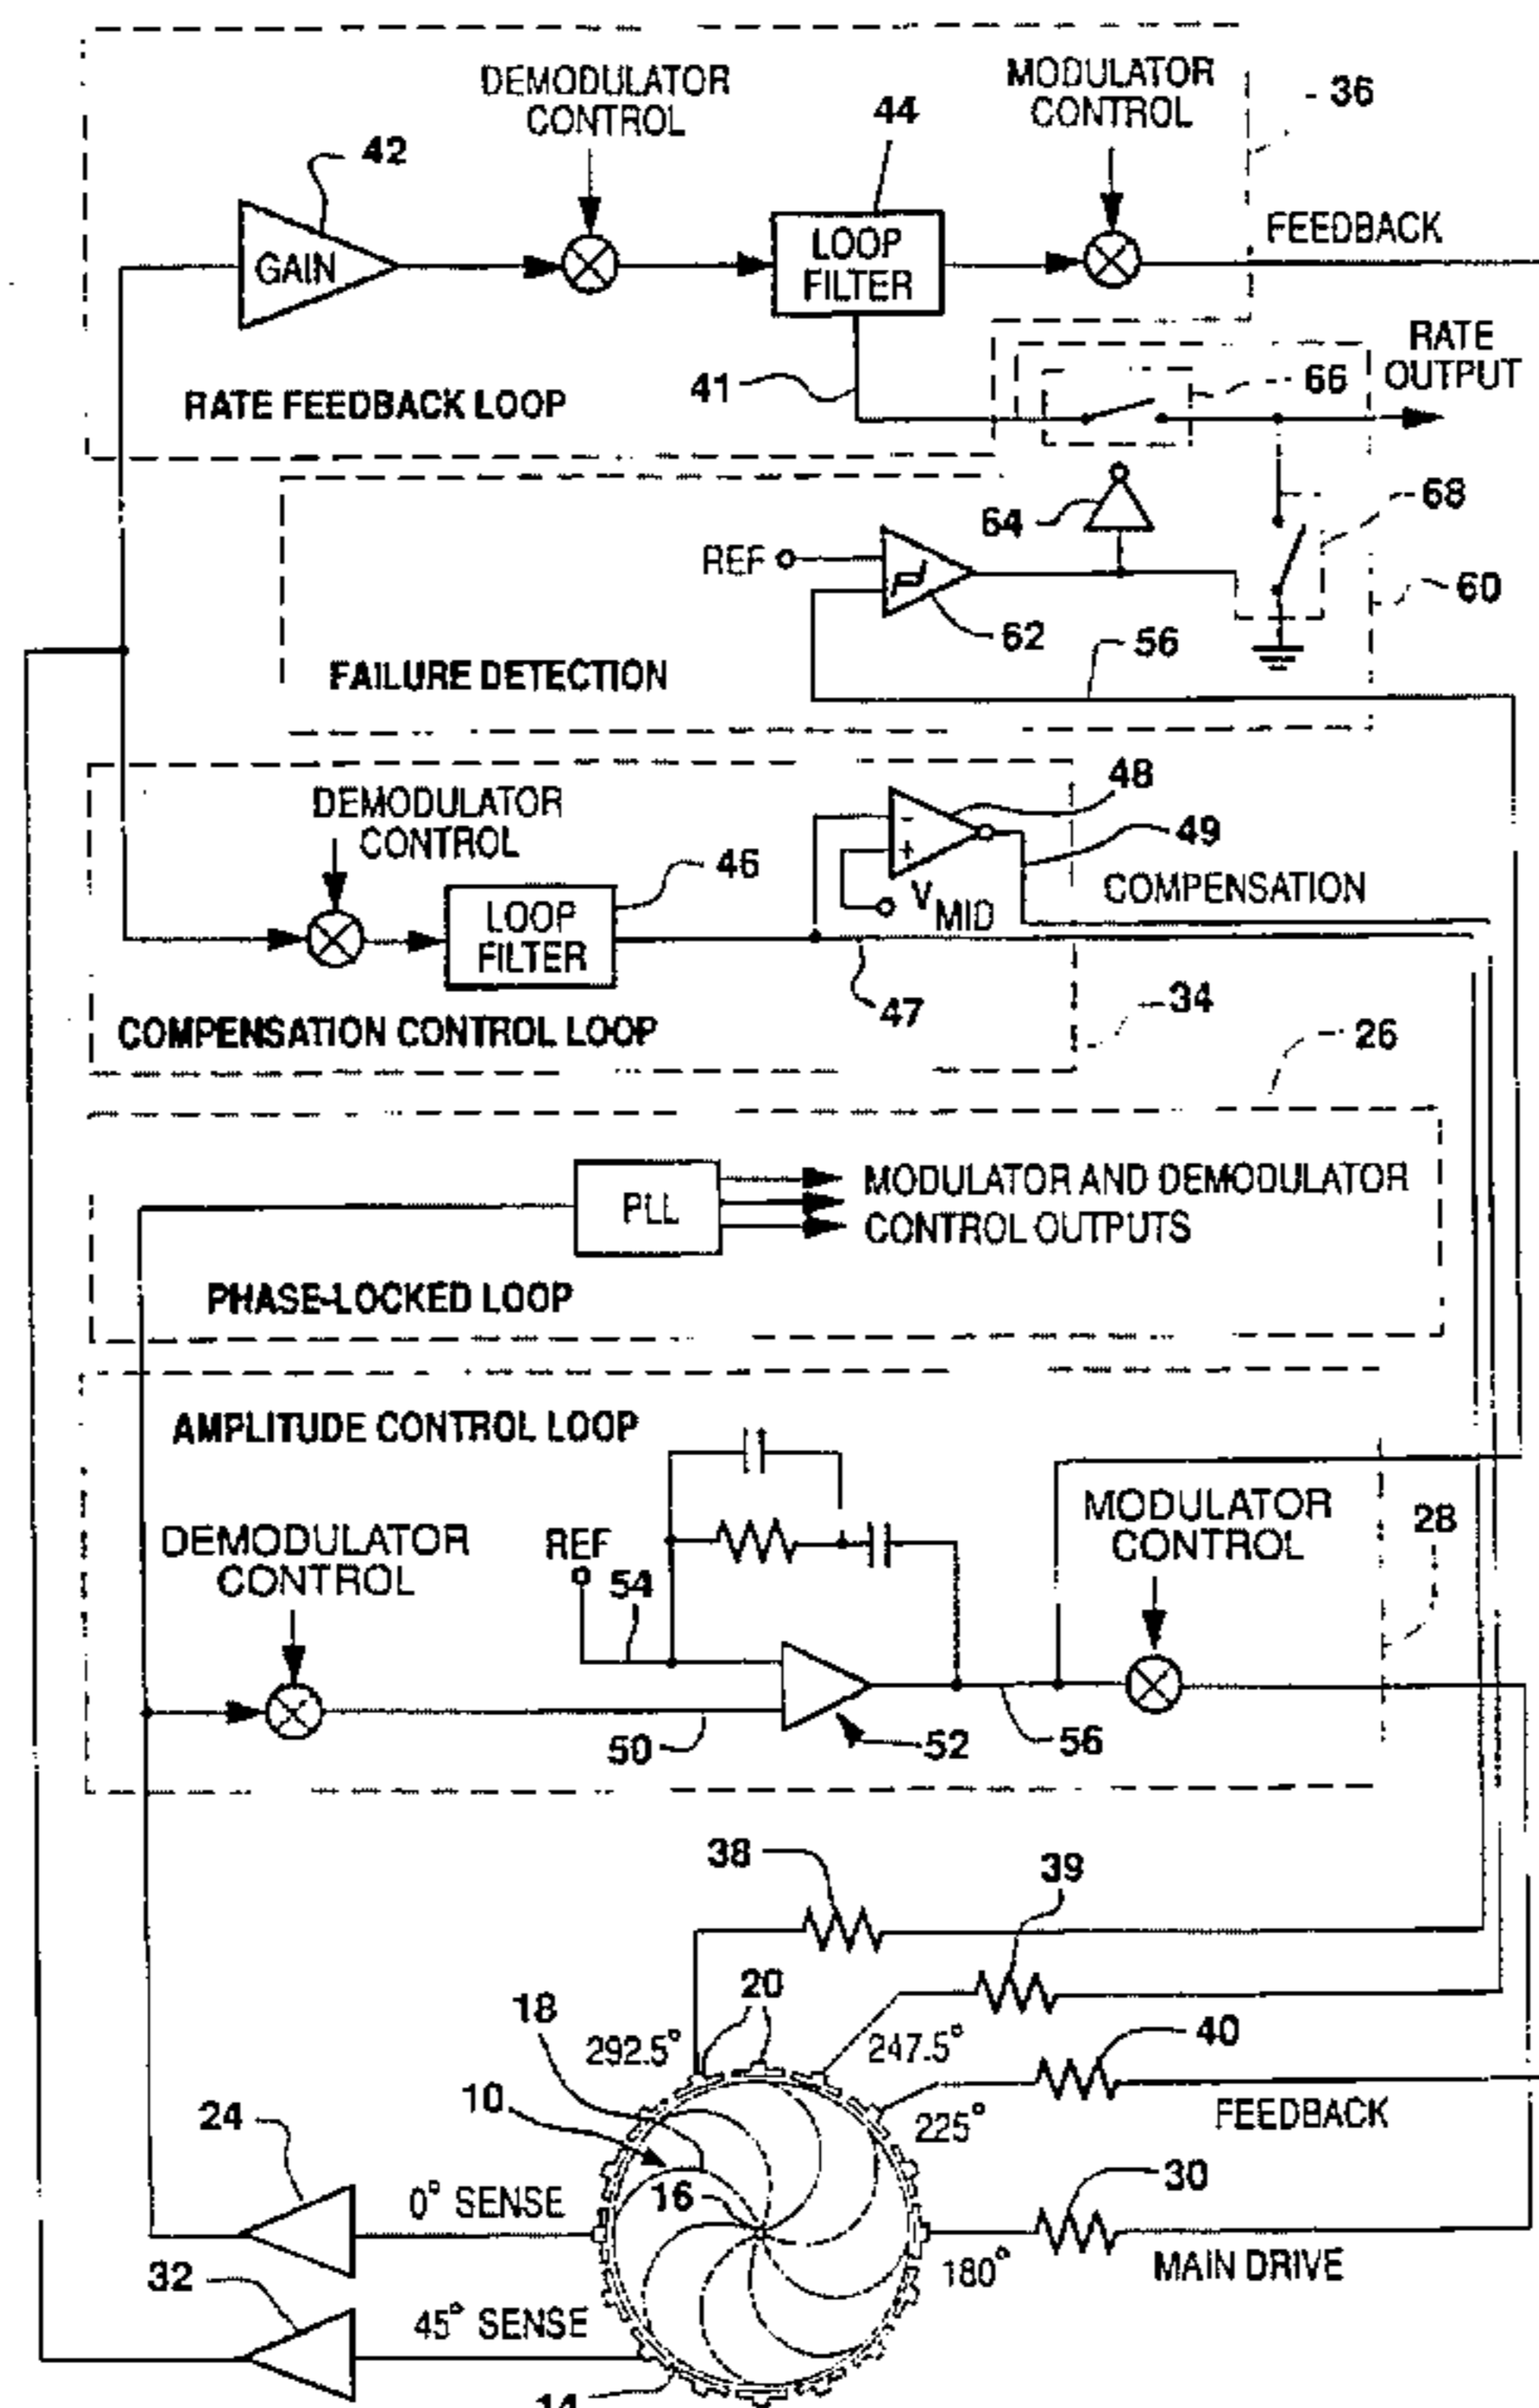 DEMODULATOR
CONTROL
MODULATOR
CONTROL
36
42
44
GAIN
LOOP
FILTER
FEEDBACK
RATE
OUTPUT
41
66
RATE FEEDBACK LOOP
64
68
REF
62
56
60
FAILURE DETECTION
DEMODULATOR
CONTROL
48
49
46
-
+
V MID
COMPENSATION
LOOP
FILTER
47
34
COMPENSATION CONTROL LOOP
26
PLL
MODULATOR AND DEMODULATOR
CONTROL OUTPUTS
PHASE-LOCKED LOOP
AMPLITUDE CONTROL LOOP
DEMODULATOR
CONTROL
REF
54
MODULATOR
CONTROL
28
50
52
56
38
39
20
18
292.5°
247.5°
40
10
225°
FEEDBACK
24
0° SENSE
16
30
180°
MAIN DRIVE
32
45° SENSE
14